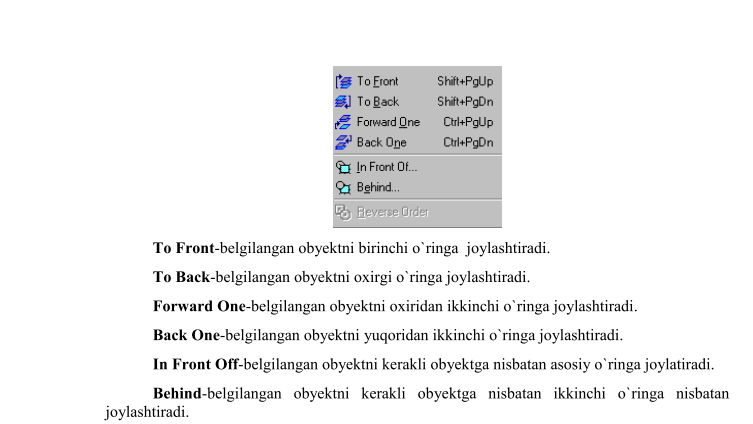 To Front Shift+PgUp
To Back Shift+PgDn
Forward One Ctrl+PgUp
Back One Ctrl+PgDn
In Front Of...
Behind...
Reverse Order
To Front-belgilangan obyektni birinchi o`ringa joylashtiradi.
To Back-belgilangan obyektni oxirgi o`ringa joylashtiradi.
Forward One-belgilangan obyektni oxiridan ikkinchi o`ringa joylashtiradi.
Back One-belgilangan obyektni yuqoridan ikkinchi o`ringa joylashtiradi.
In Front Off-belgilangan obyektni kerakli obyektga nisbatan asosiy o`ringa joylatiradi.
Behind-belgilangan obyektni kerakli obyektga nisbatan ikkinchi o`ringa nisbatan
joylashtiradi.